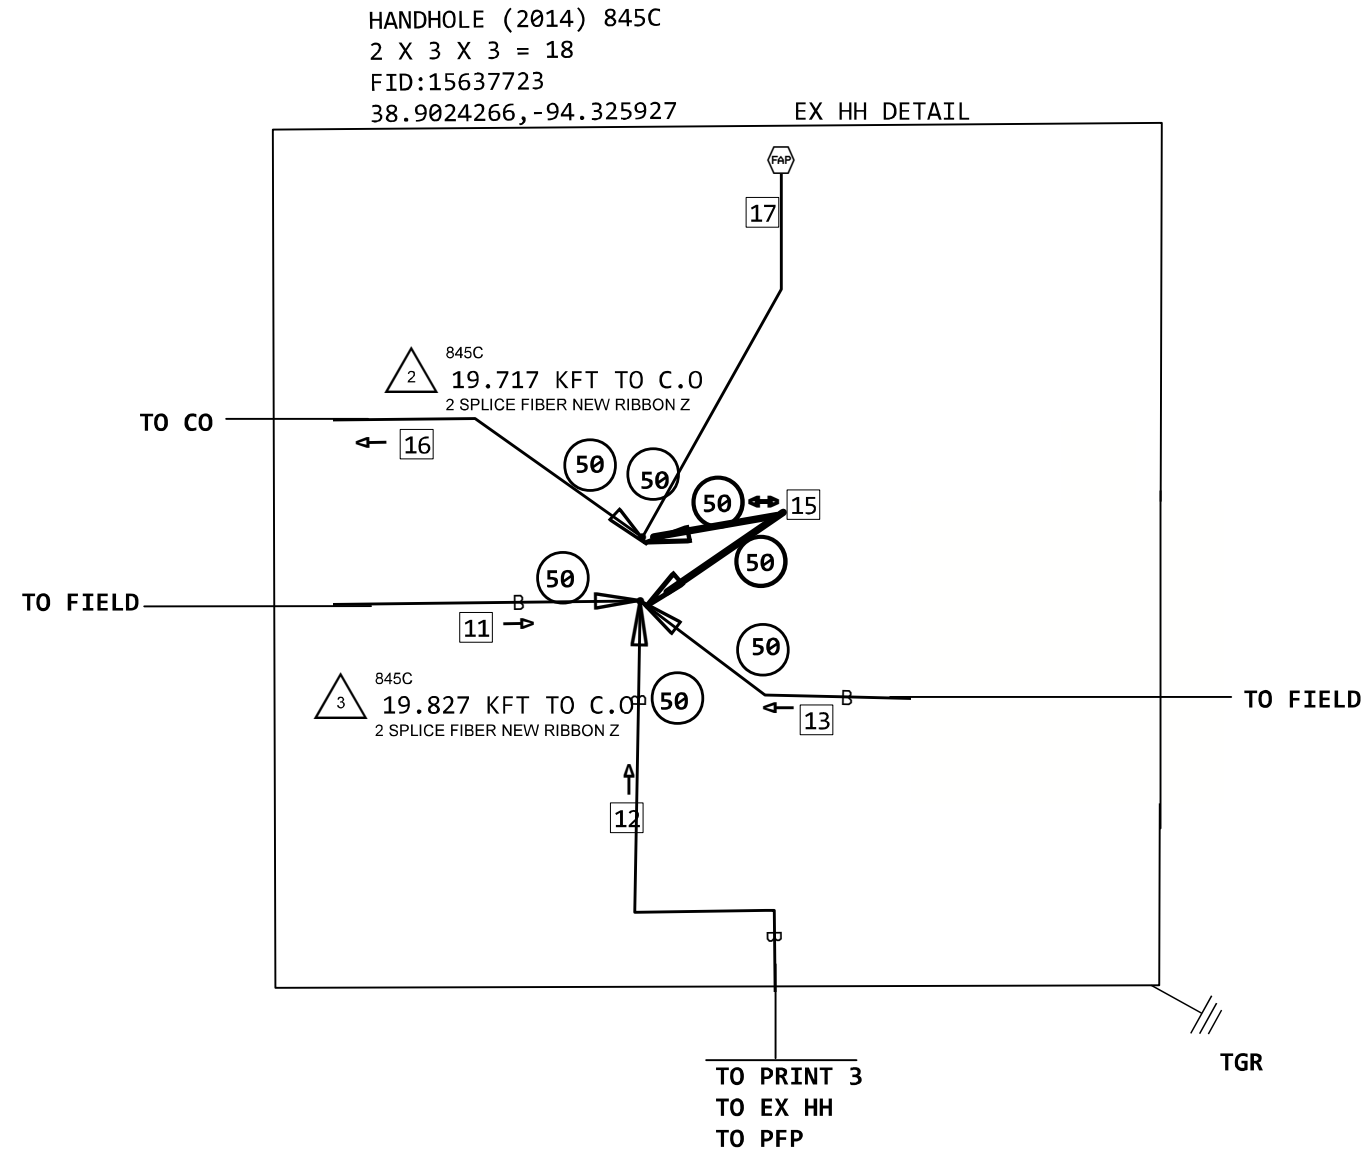 HANDHOLE (2014) 845C
2 X 3 X 3 = 18
FID:15637723
38.9024266,-94.325927
EX HH DETAIL
FAP
17
845C
2
19.717 KFT TO C.O
2 SPLICE FIBER NEW RIBBON Z
TO CO
16
50
50
50
15
50
50
TO FIELD
B
11
50
845C
3
19.827 KFT TO C.O
B
50
2 SPLICE FIBER NEW RIBBON Z
B
TO FIELD
13
12
B
TGR
TO PRINT 3
TO EX HH
TO PFP